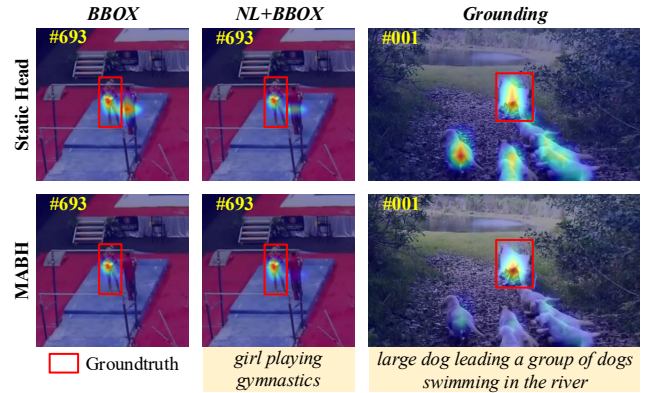 BBOX NL+BBOX Grounding
Static Head
#693 #693 #001
MABH
#693 #693 #001
Groundtruth
girl playing
gymnastics
large dog leading a group of dogs
swimming in the river